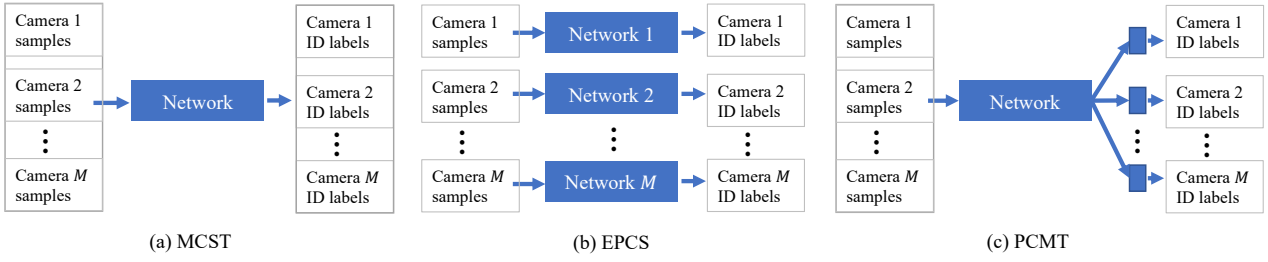 Camera 1
samples
Camera 2
samples
Camera M
samples
Network
Camera 1
ID labels
Camera 2
ID labels
Camera M
ID labels
(a) MCST
Camera 1
samples
Network 1
Camera 1
ID labels
Camera 2
samples
Network 2
Camera 2
ID labels
Camera M
samples
Network M
Camera M
ID labels
(b) EPCS
Camera 1
samples
Camera 2
samples
Camera M
samples
Network
Camera 1
ID labels
Camera 2
ID labels
Camera M
ID labels
(c) PCMT